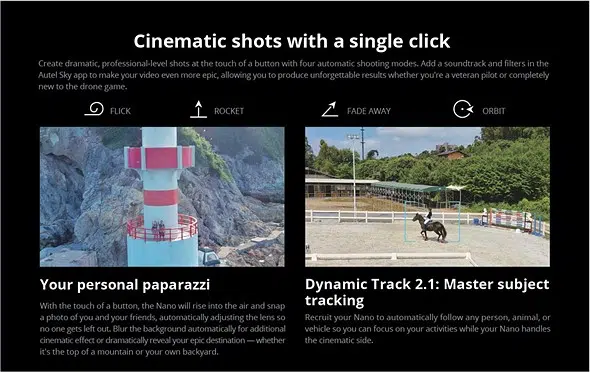 Cinematic shots with a single click
Create dramatic, professional-level shots at the touch of a button with four automatic shooting modes. Add a soundtrack and filters in the
Autel Sky app to make your video even more epic, allowing you to produce unforgettable results whether you're a veteran pilot or completely
new to the drone game.
FLICK
ROCKET
FADE AWAY
ORBIT
Your personal paparazzi
With the touch of a button, the Nano will rise into the air and snap
a photo of you and your friends, automatically adjusting the lens so
no one gets left out. Blur the background automatically for additional
cinematic effect or dramatically reveal your epic destination — whether
it's the top of a mountain or your own backyard.
Dynamic Track 2.1: Master subject
tracking
Recruit your Nano to automatically follow any person, animal, or
vehicle so you can focus on your activities while your Nano handles
the cinematic side.